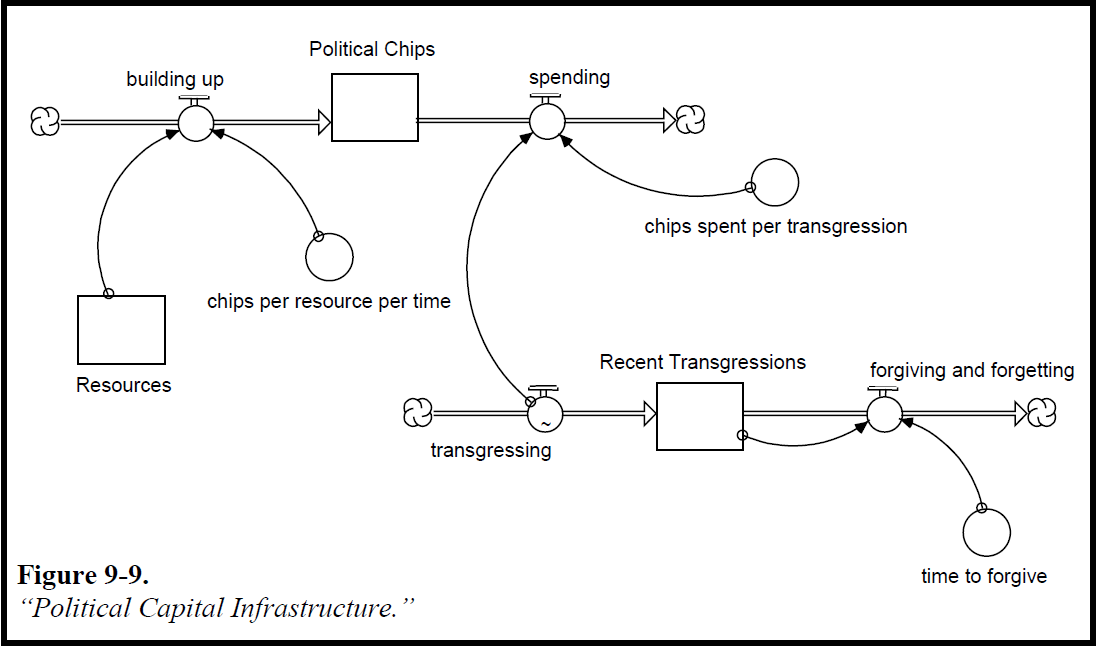 Political Chips
building up
spending
chips spent per transgression
chips per resource per time
Resources
Recent Transgressions
forgiving and forgetting
~
transgressing
time to forgive
Figure 9-9.
“Political Capital Infrastructure.”